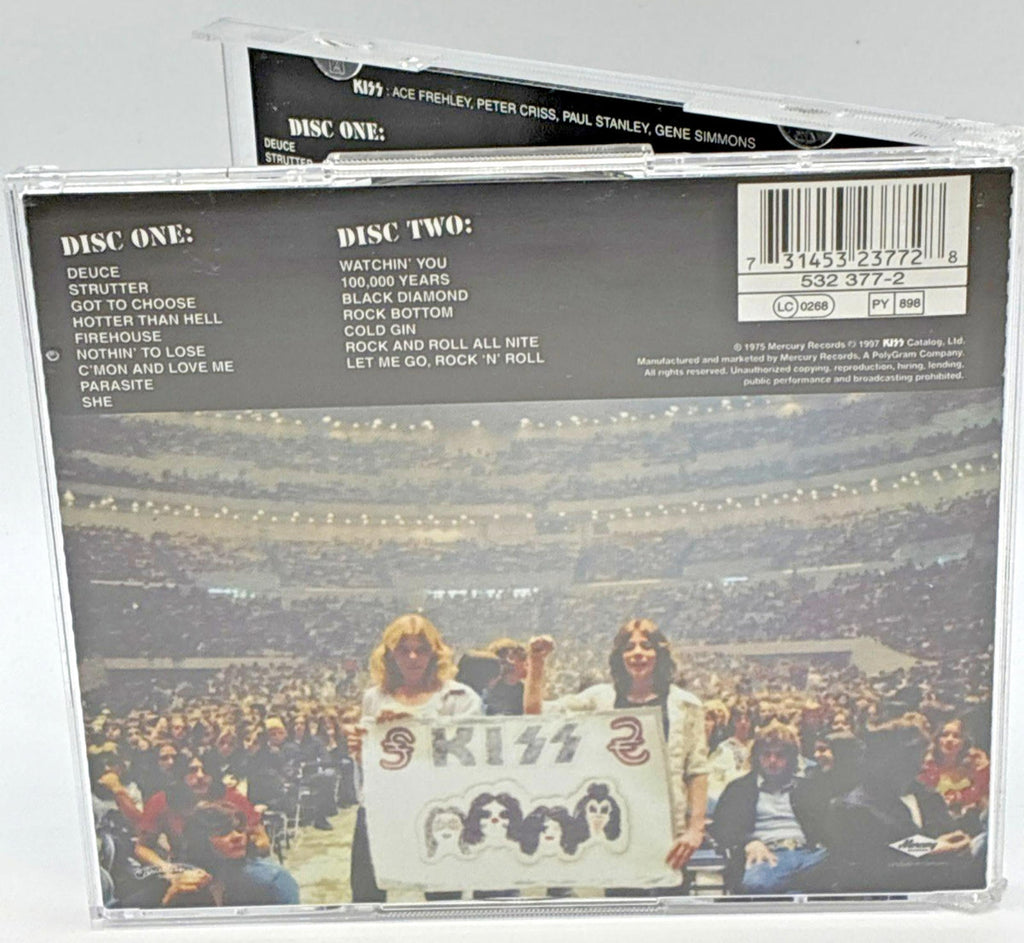 KISS : ACE FREHLEY, PETER CRISS, PAUL STANLEY, GENE SIMMONS
DISC ONE:
DEUCE
STRUTTER
DISC ONE:
DEUCE
STRUTTER
GOT TO CHOOSE
HOTTER THAN HELL
FIREHOUSE
NOTHIN' TO LOSE
C'MON AND LOVE ME
PARASITE
SHE
DISC TWO:
WATCHIN' YOU
100,000 YEARS
BLACK DIAMOND
ROCK BOTTOM
COLD GIN
ROCK AND ROLL ALL NITE
LET ME GO, ROCK 'N' ROLL
7 31453 23772 8
532 377-2
LC 0268 PY 898
© 1975 Mercury Records ℗ 1997 KISS Catalog, Ltd.
Manufactured and marketed by Mercury Records, A PolyGram Company.
All rights reserved. Unauthorized copying, reproduction, hiring, lending,
public performance and broadcasting prohibited.
KISS
Mercury